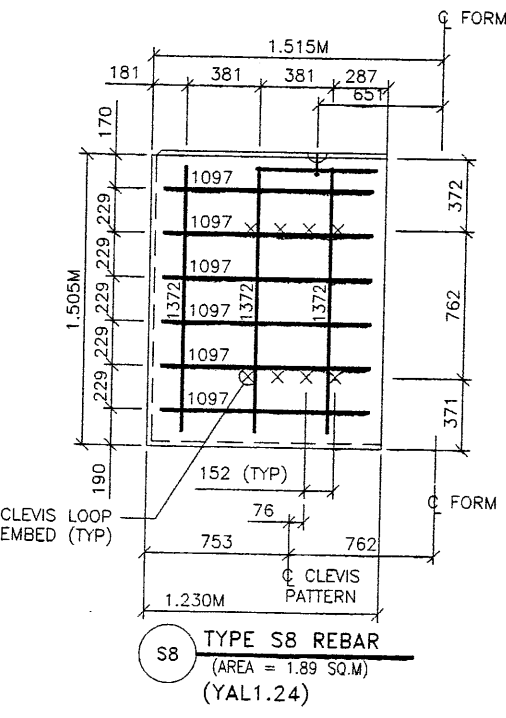 ℄ FORM
1.515M
181
381
381
287
651
170
229
229
229
229
229
1.505M
190
1097
1097
1097
1097
1097
1097
1372
1372
1372
372
762
371
152 (TYP)
76
CLEVIS LOOP
EMBED (TYP)
℄ FORM
753
762
℄ CLEVIS
PATTERN
1.230M
S8
TYPE S8 REBAR
(AREA = 1.89 SQ.M)
(YAL1.24)